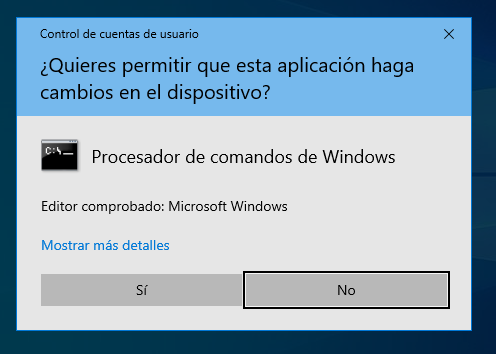 Control de cuentas de usuario
¿Quieres permitir que esta aplicación haga
cambios en el dispositivo?
C:\_
Procesador de comandos de Windows
Editor comprobado: Microsoft Windows
Mostrar más detalles
Sí
No